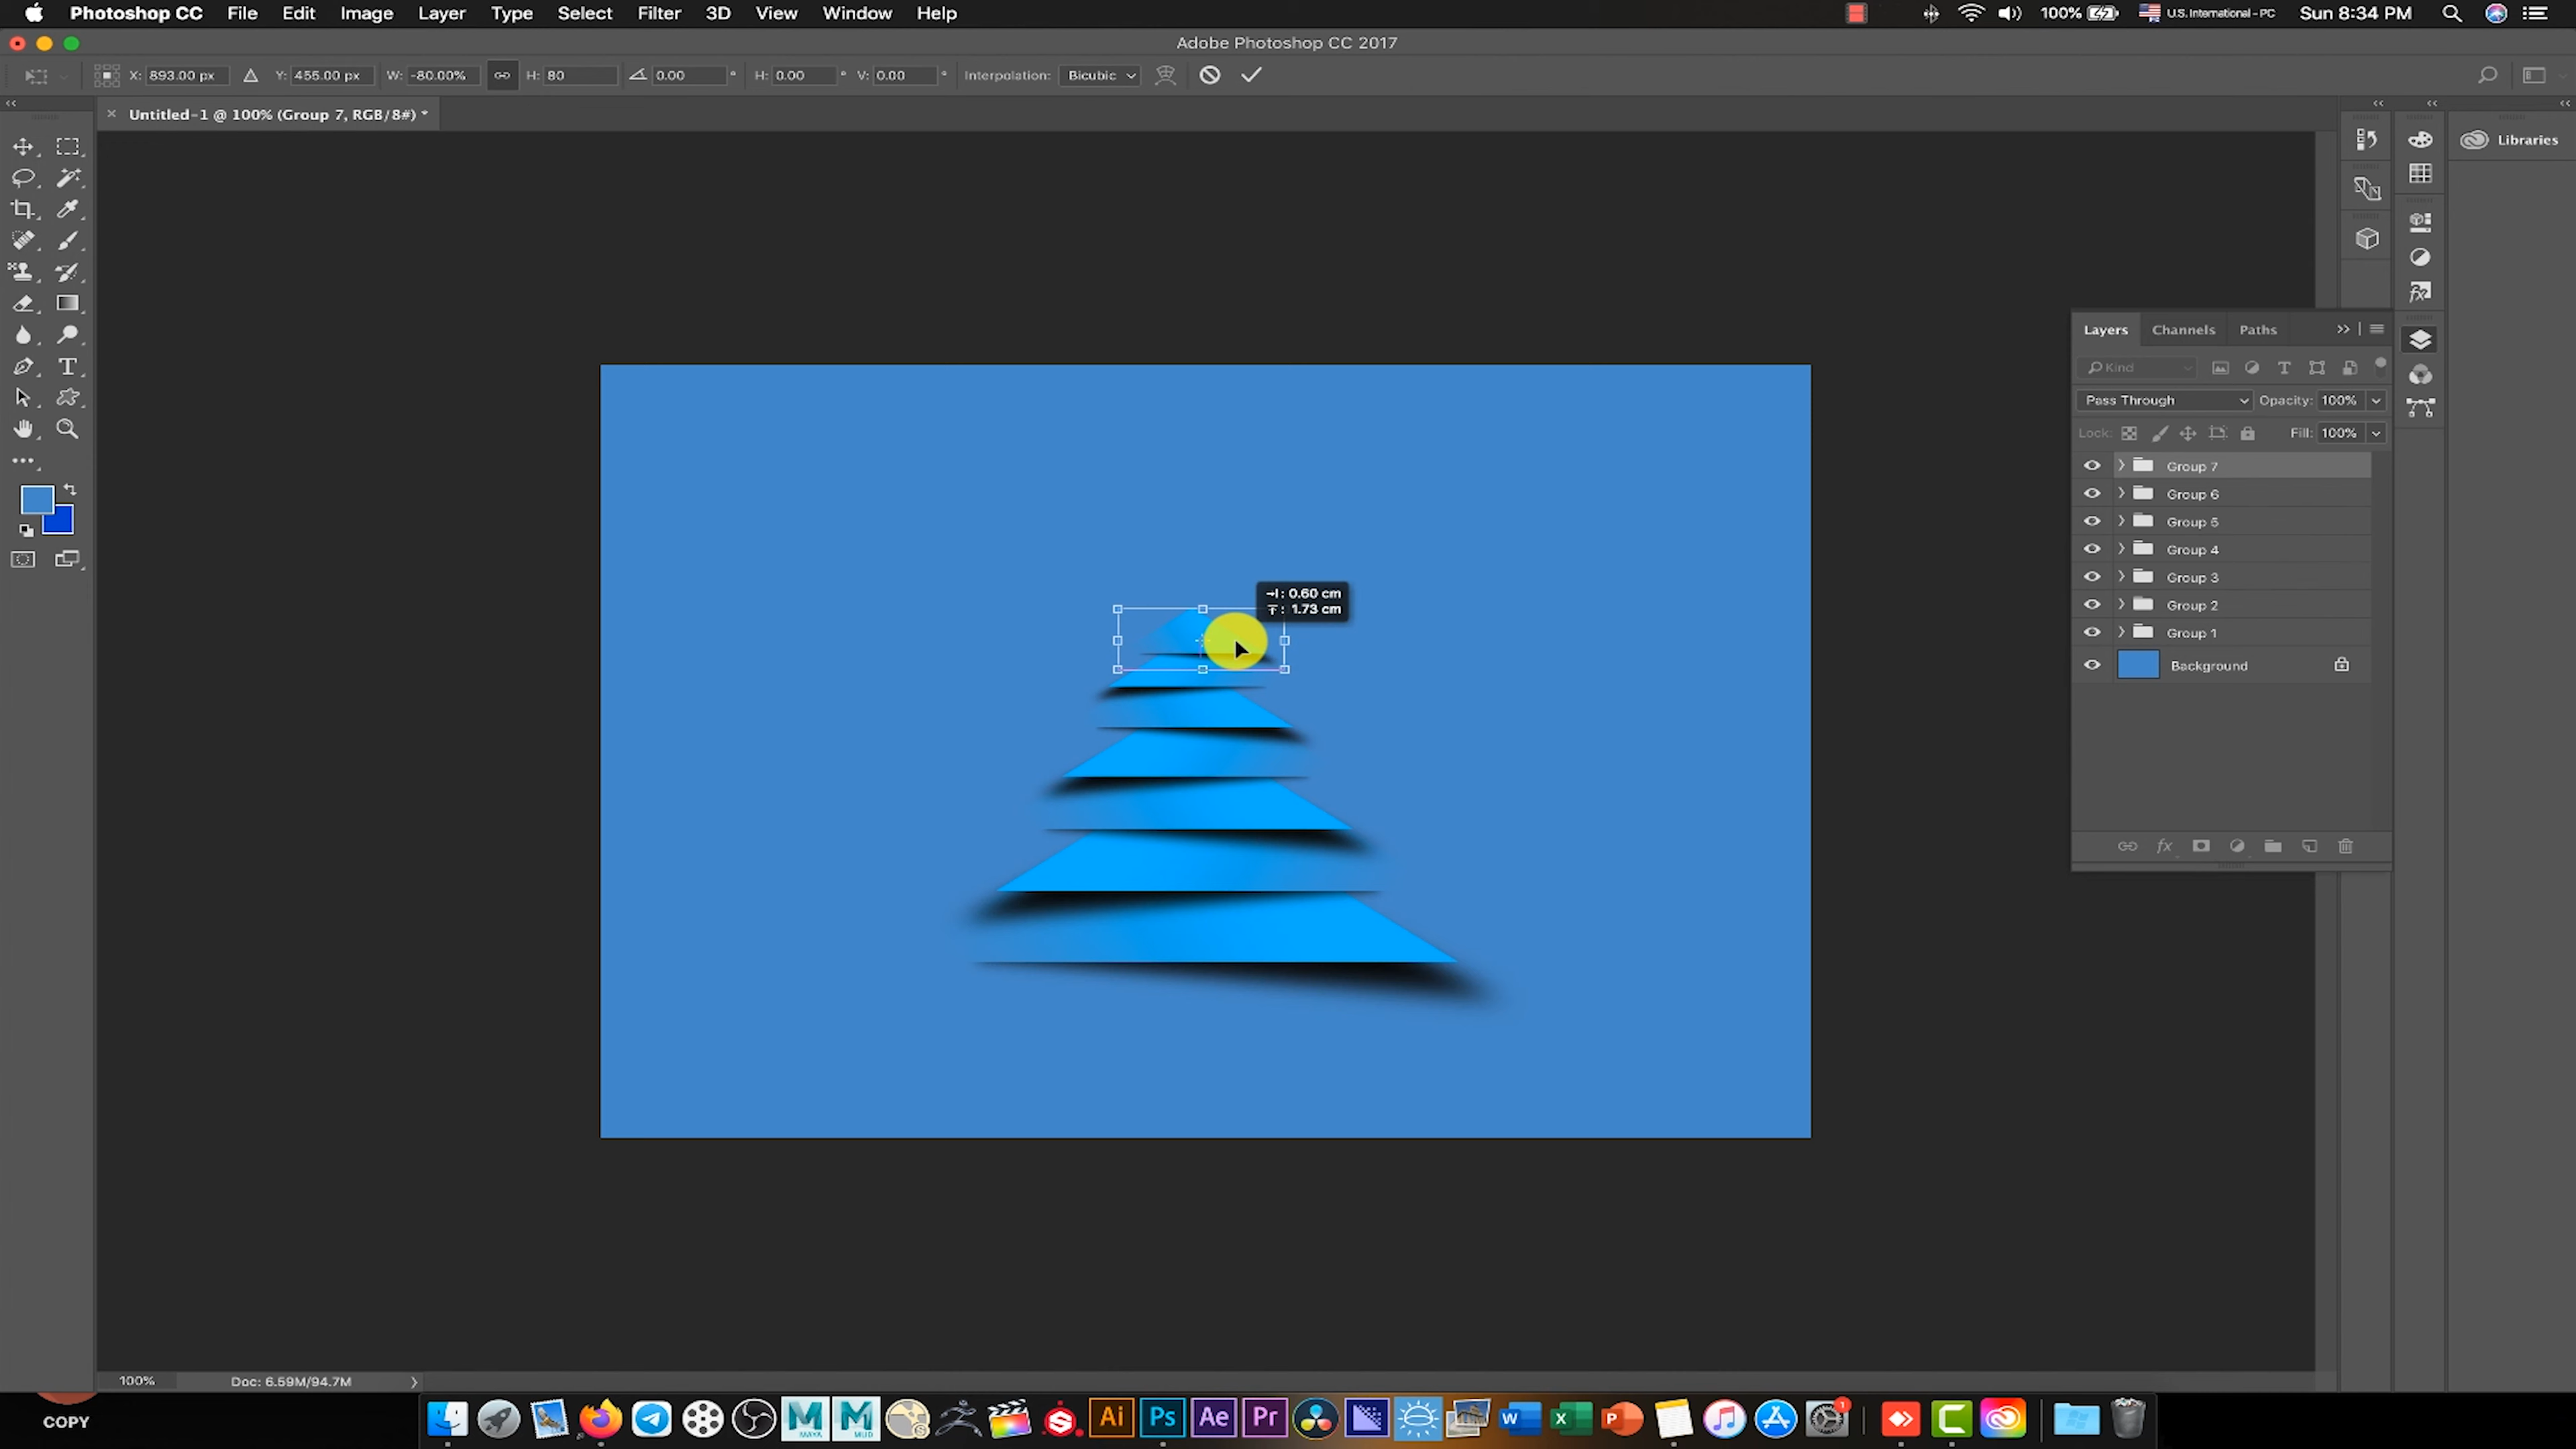 Photoshop CC File Edit Image Layer Type Select Filter 3D View Window Help 100% U.S. International - PC Sun 8:34 PM
Adobe Photoshop CC 2017
X: 893.00 px Y: 455.00 px W: -80.00% H: 80 0.00 ° H: 0.00 ° V: 0.00 ° Interpolation: Bicubic
× Untitled-1 @ 100% (Group 7, RGB/8#) *
Libraries
Layers Channels Paths
Kind
Pass Through Opacity: 100%
Lock: Fill: 100%
Group 7
Group 6
Group 5
Group 4
Group 3
Group 2
Group 1
Background
T
fx
: 0.60 cm
: 1.73 cm
100% Doc: 6.59M/94.7M
COPY
M MAYA M MUD S Ai Ps Ae Pr W X P 1 C